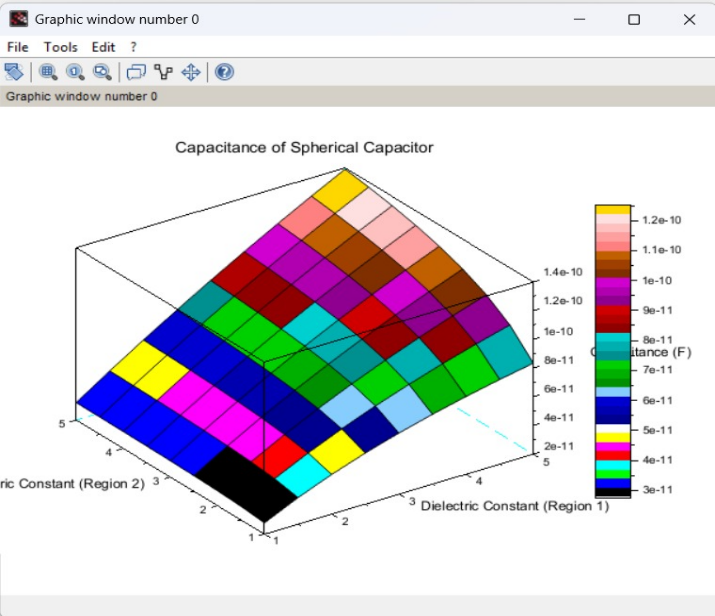 Graphic window number 0
File Tools Edit ?
Graphic window number 0
Capacitance of Spherical Capacitor
1.4e-10
1.2e-10
1e-10
8e-11
6e-11
4e-11
2e-11
1.2e-10
1.1e-10
1e-10
9e-11
8e-11
7e-11
6e-11
5e-11
4e-11
3e-11
itance (F)
5
4
3
2
1
ric Constant (Region 2)
1
2
3
4
5
Dielectric Constant (Region 1)